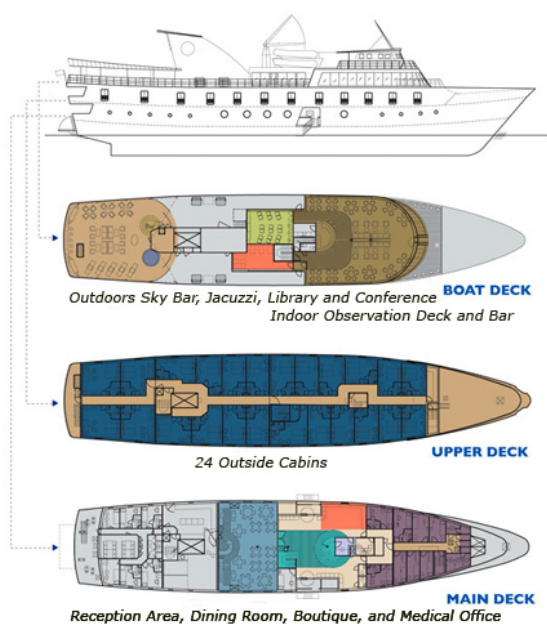 BOAT DECK
Outdoors Sky Bar, Jacuzzi, Library and Conference
Indoor Observation Deck and Bar
UPPER DECK
24 Outside Cabins
MAIN DECK
Reception Area, Dining Room, Boutique, and Medical Office